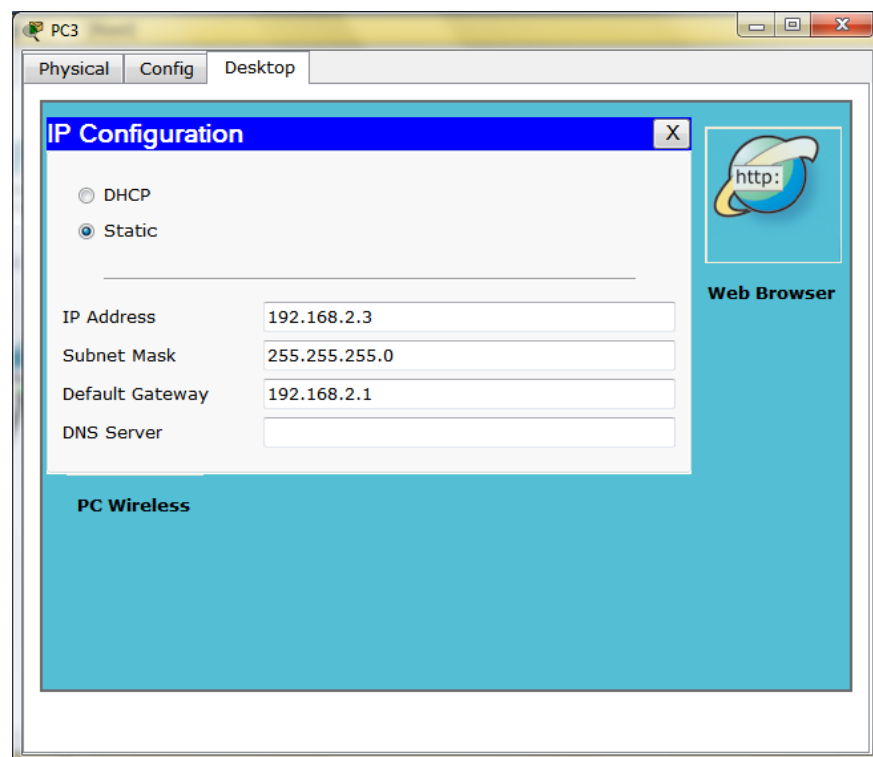 PC3
Physical Config Desktop
IP Configuration X
http:
DHCP
Static
Web Browser
IP Address 192.168.2.3
Subnet Mask 255.255.255.0
Default Gateway 192.168.2.1
DNS Server
PC Wireless